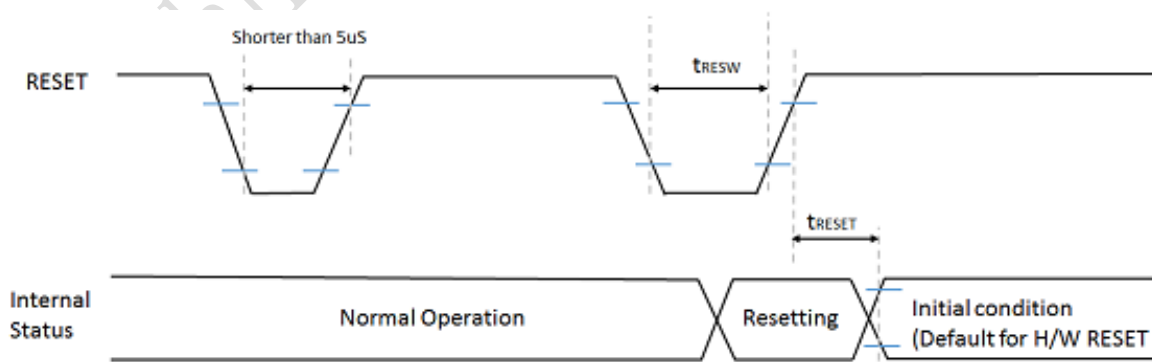 Shorter than 5uS
RESET
tRESW
tRESET
Internal
Status
Normal Operation
Resetting
Initial condition
(Default for H/W RESET